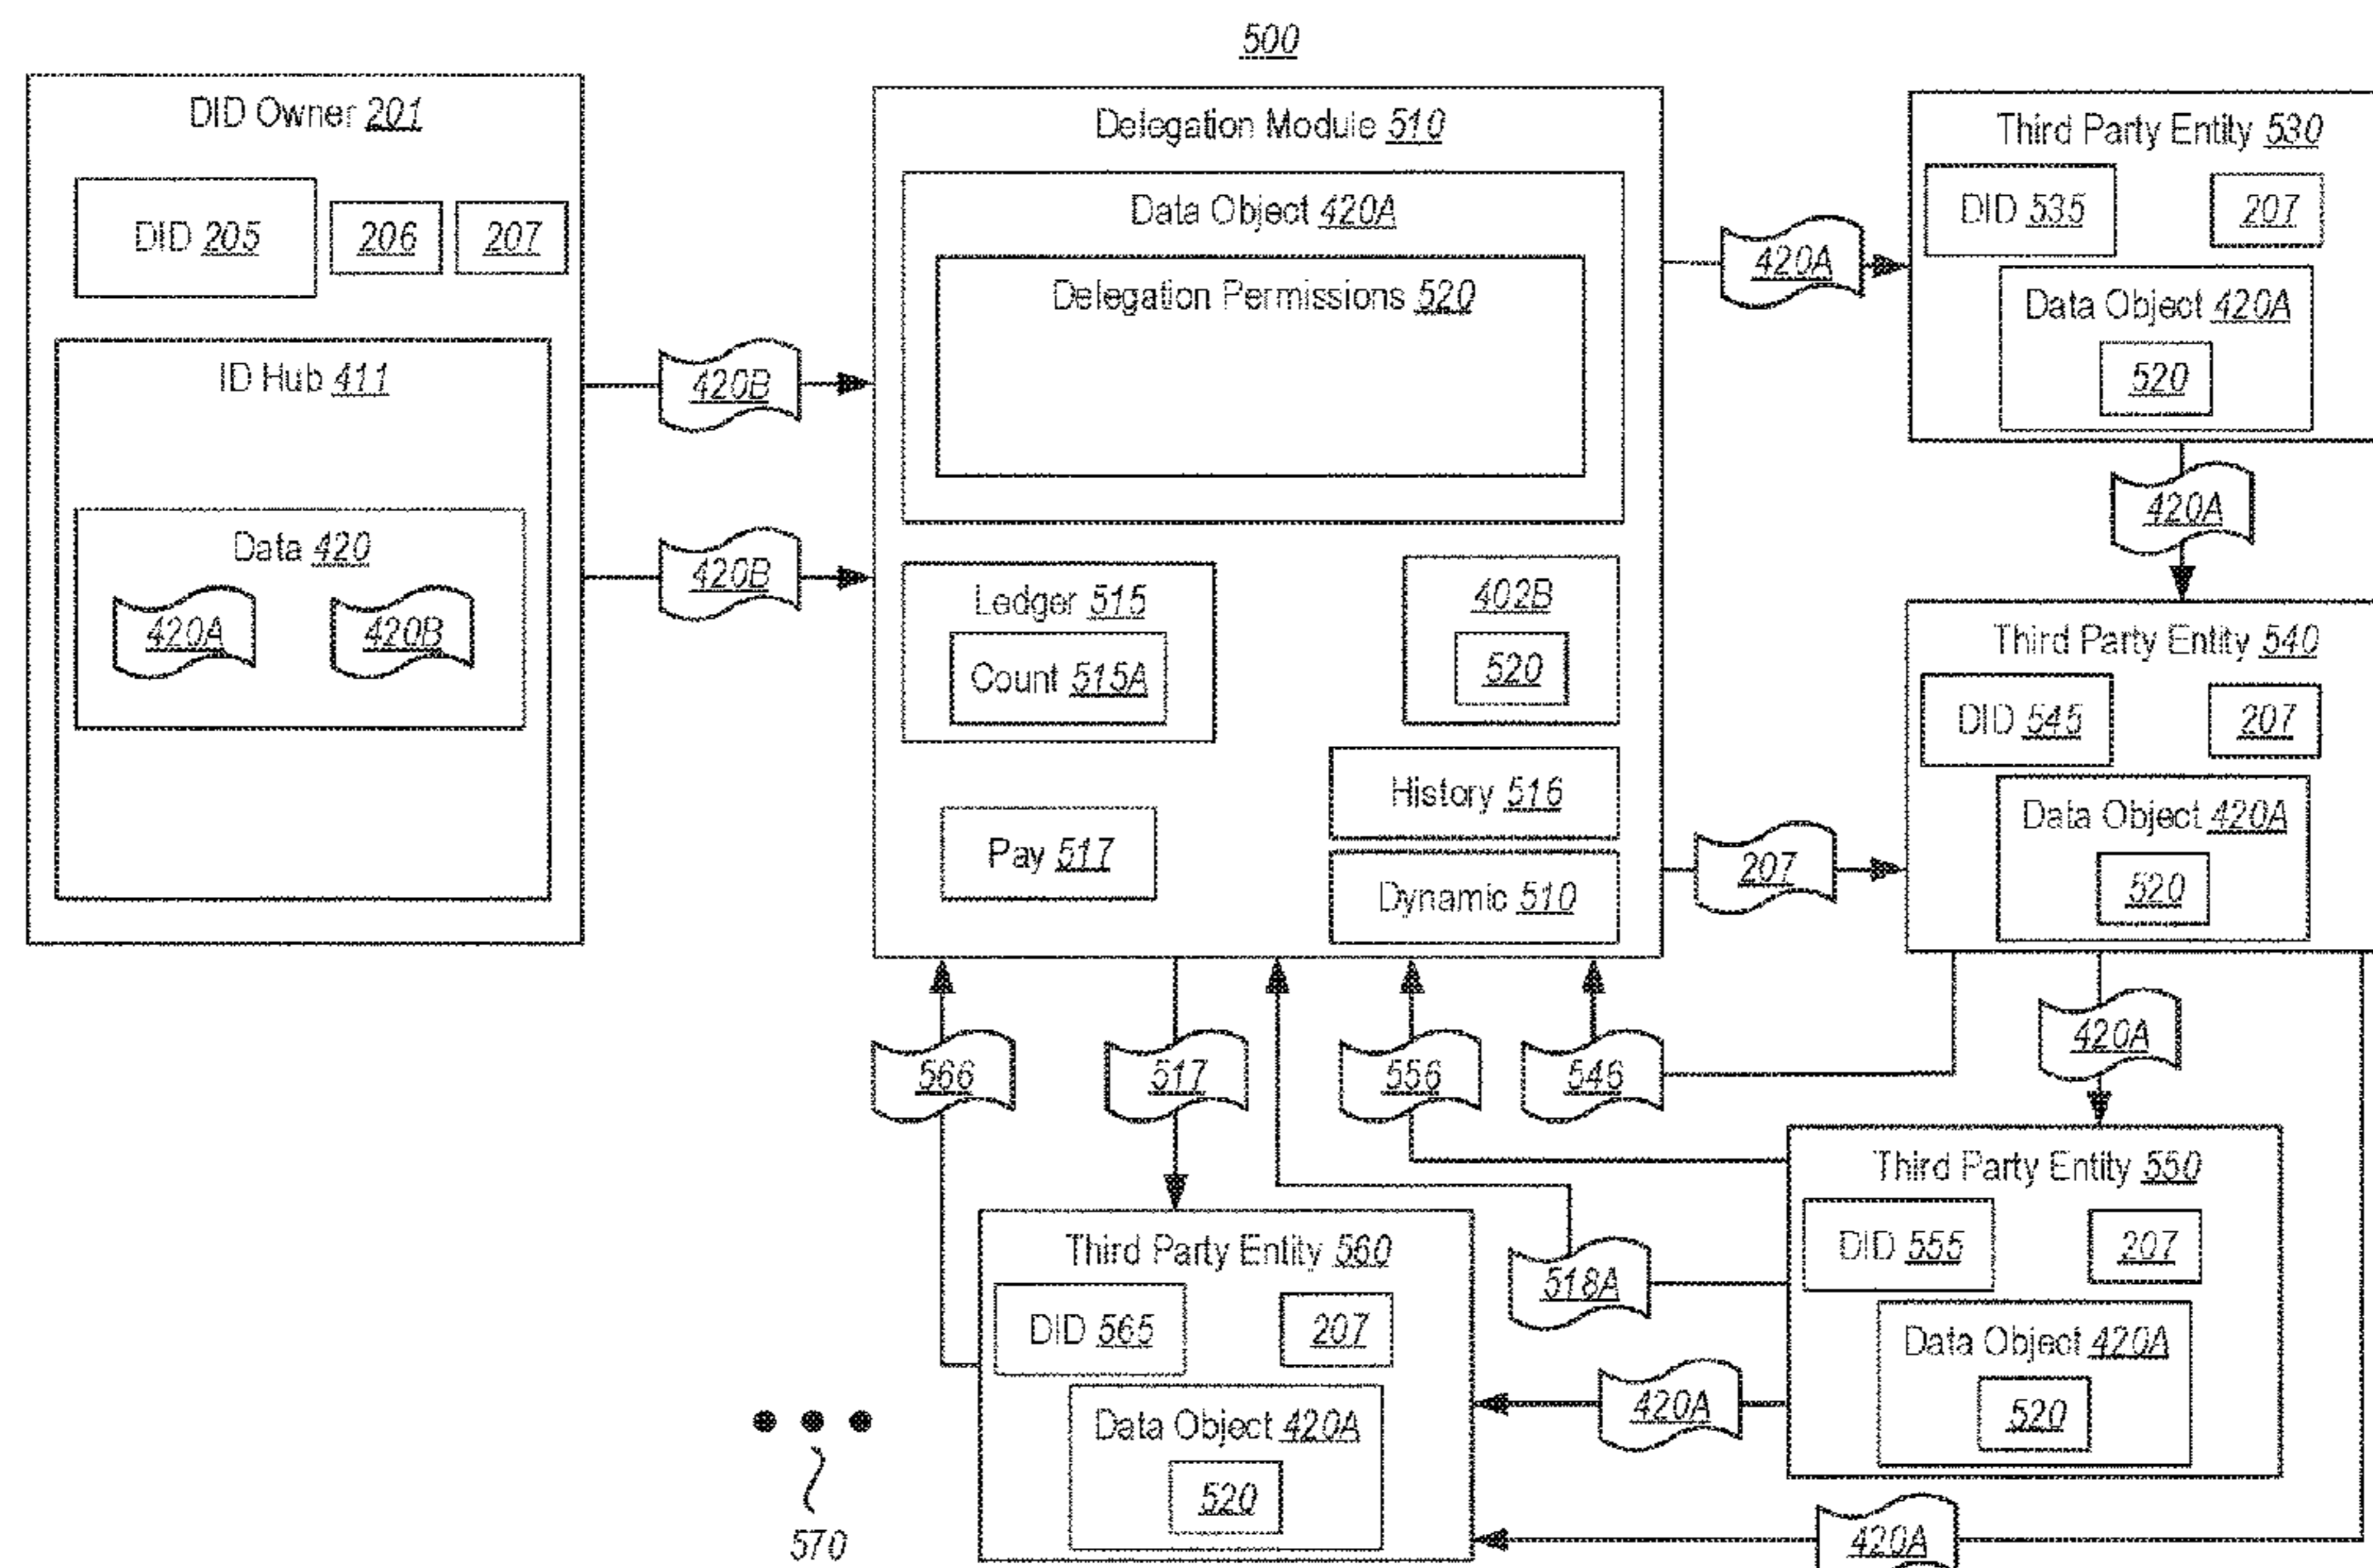 500
DID Owner 201
DID 205
206
207
ID Hub 411
Data 420
420A
420B
420B
420B
Delegation Module 510
Data Object 420A
Delegation Permissions 520
Ledger 515
Count 515A
402B
520
History 516
Pay 517
Dynamic 510
420A
Third Party Entity 530
DID 535
207
Data Object 420A
520
420A
Third Party Entity 540
DID 545
207
Data Object 420A
520
207
566
517
556
546
420A
Third Party Entity 550
DID 555
207
Data Object 420A
520
518A
Third Party Entity 560
DID 565
207
Data Object 420A
520
420A
420A
570